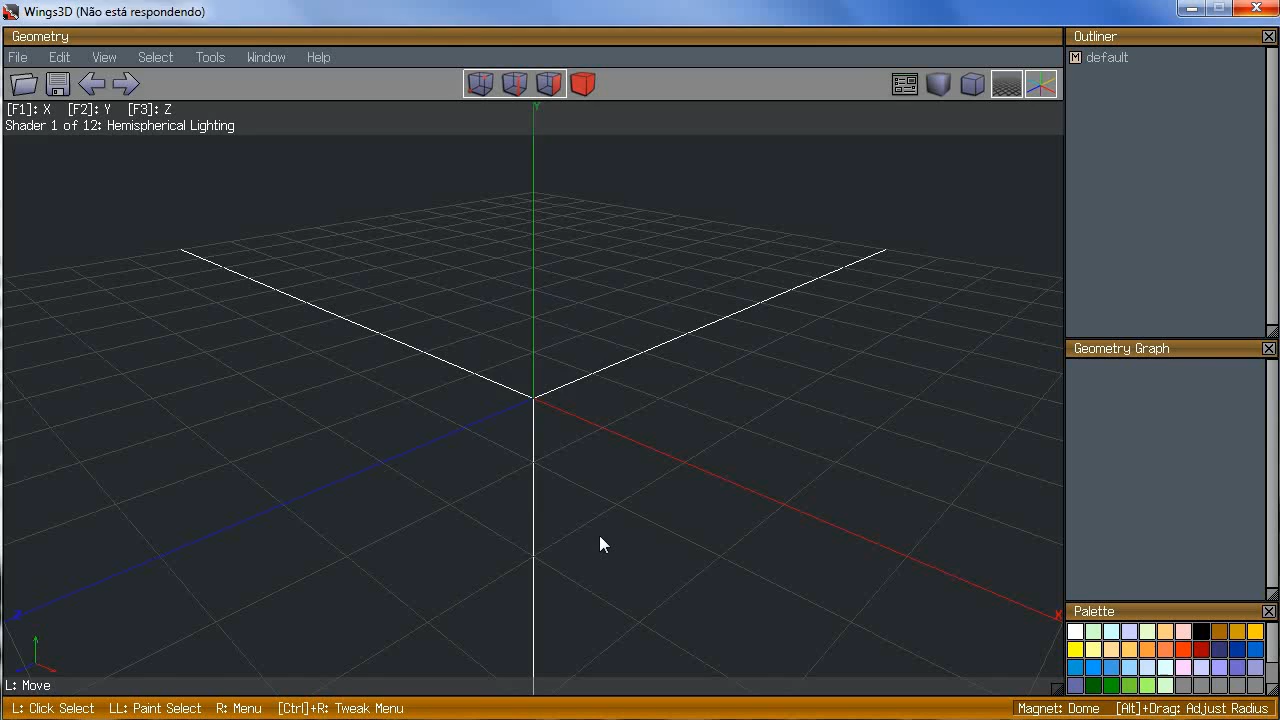 Wings3D (Não está respondendo)
Geometry
Outliner
File Edit View Select Tools Window Help
M default
[F1]: X [F2]: Y [F3]: Z
Shader 1 of 12: Hemispherical Lighting
Y
Geometry Graph
Palette
Z
X
L: Move
L: Click Select LL: Paint Select R: Menu [Ctrl]+R: Tweak Menu
Magnet: Dome [Alt]+Drag: Adjust Radius